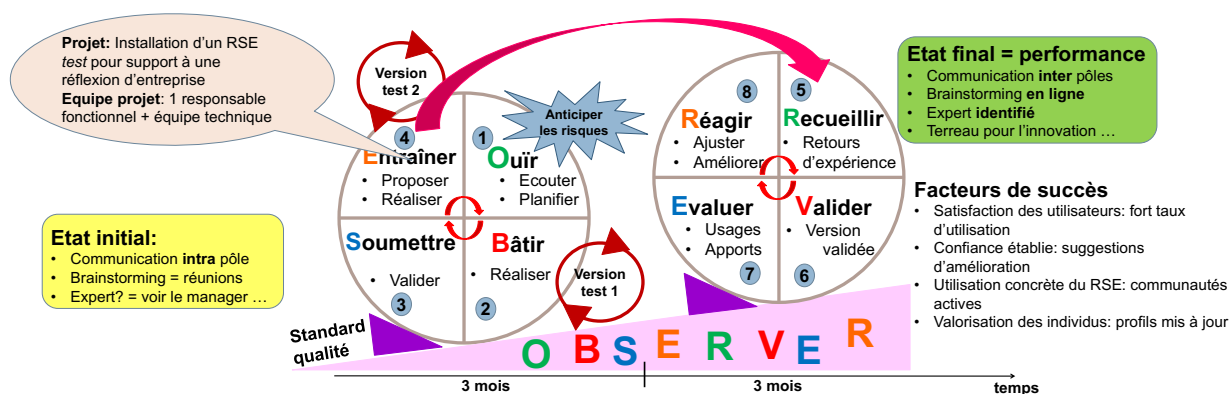 Projet: Installation d'un RSE
test pour support à une
réflexion d'entreprise
Equipe projet: 1 responsable
fonctionnel + équipe technique
Version
test 2
Anticiper
les risques
4
Entraîner
• Proposer
• Réaliser
1
Ouïr
• Ecouter
• Planifier
Soumettre
• Valider
3
Bâtir
• Réaliser
2
Version
test 1
8
Réagir
• Ajuster
• Améliorer
5
Recueillir
• Retours
d'expérience
Evaluer
• Usages
• Apports
7
Valider
• Version
validée
6
Etat final = performance
• Communication inter pôles
• Brainstorming en ligne
• Expert identifié
• Terreau pour l'innovation …
Etat initial:
• Communication intra pôle
• Brainstorming = réunions
• Expert? = voir le manager …
Facteurs de succès
• Satisfaction des utilisateurs: fort taux
d'utilisation
• Confiance établie: suggestions
d'amélioration
• Utilisation concrète du RSE: communautés
actives
• Valorisation des individus: profils mis à jour
Standard
qualité
O B S E R V E R
3 mois
3 mois
temps